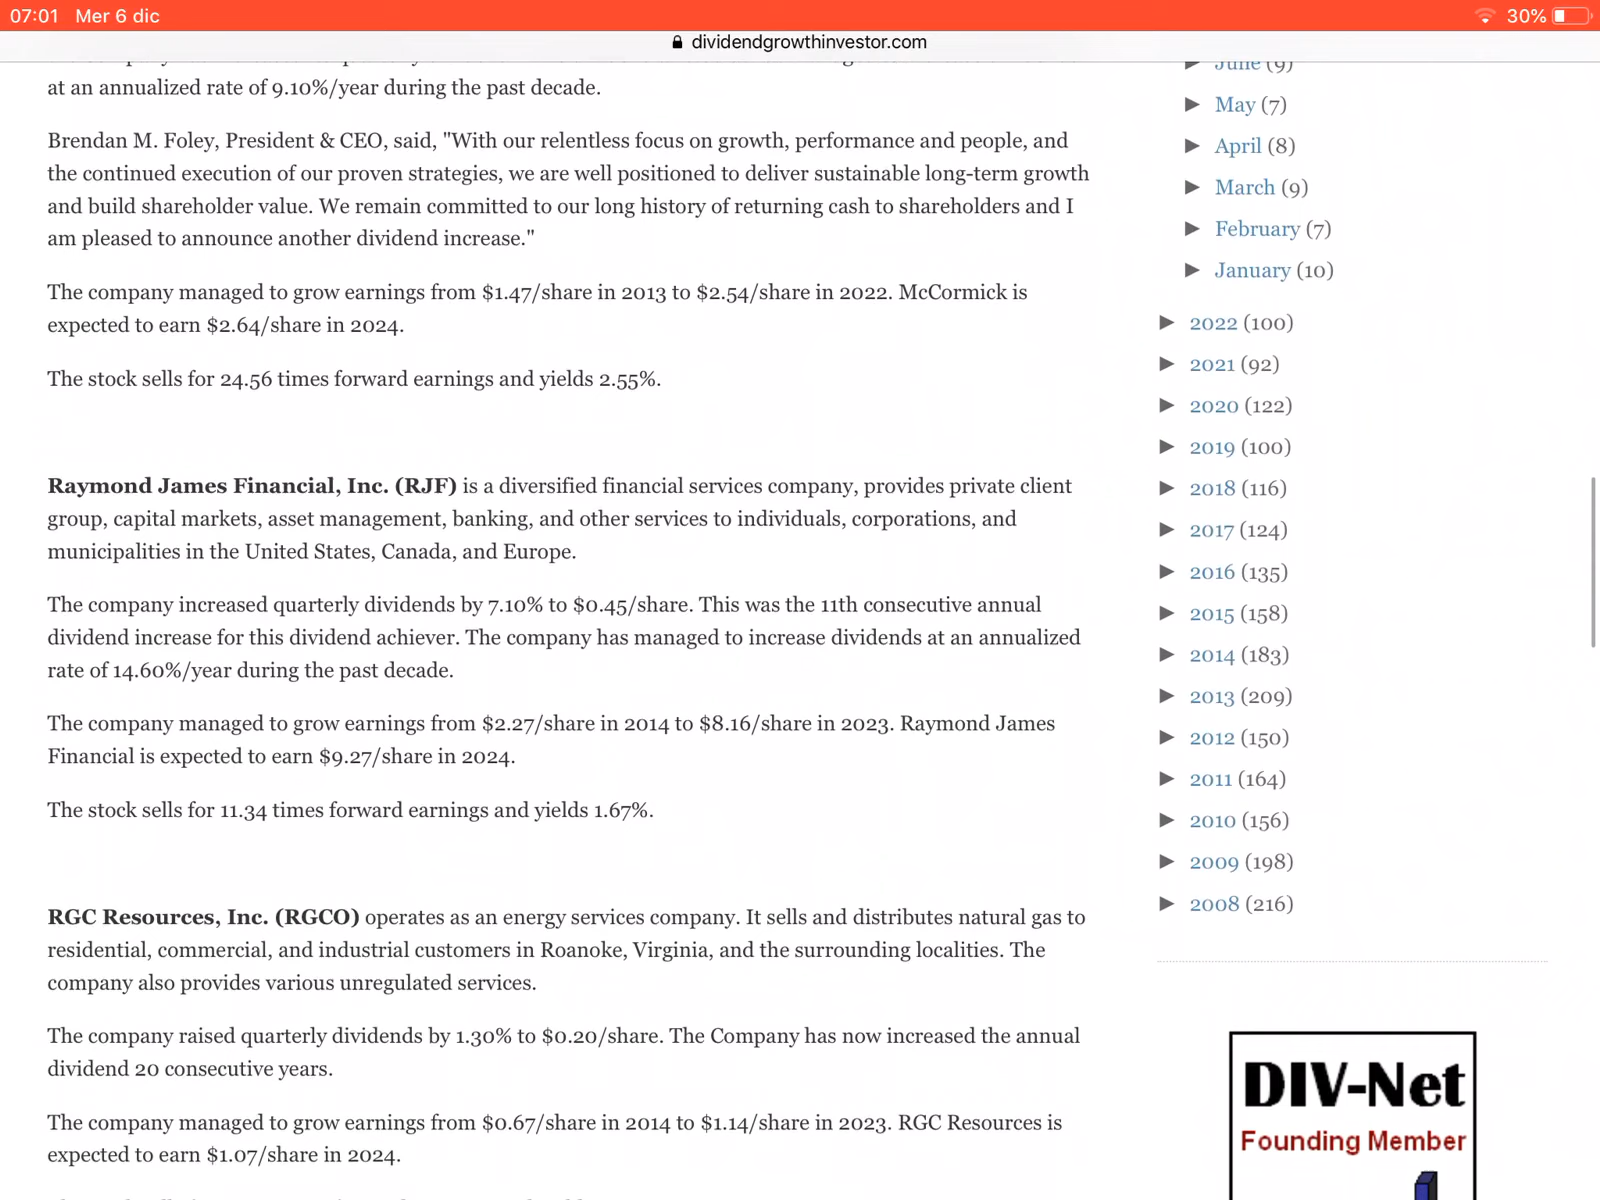 07:01 Mer 6 dic
30%
dividendgrowthinvestor.com
at an annualized rate of 9.10%/year during the past decade.
Brendan M. Foley, President & CEO, said, "With our relentless focus on growth, performance and people, and
the continued execution of our proven strategies, we are well positioned to deliver sustainable long-term growth
and build shareholder value. We remain committed to our long history of returning cash to shareholders and I
am pleased to announce another dividend increase."
The company managed to grow earnings from $1.47/share in 2013 to $2.54/share in 2022. McCormick is
expected to earn $2.64/share in 2024.
The stock sells for 24.56 times forward earnings and yields 2.55%.
Raymond James Financial, Inc. (RJF) is a diversified financial services company, provides private client
group, capital markets, asset management, banking, and other services to individuals, corporations, and
municipalities in the United States, Canada, and Europe.
The company increased quarterly dividends by 7.10% to $0.45/share. This was the 11th consecutive annual
dividend increase for this dividend achiever. The company has managed to increase dividends at an annualized
rate of 14.60%/year during the past decade.
The company managed to grow earnings from $2.27/share in 2014 to $8.16/share in 2023. Raymond James
Financial is expected to earn $9.27/share in 2024.
The stock sells for 11.34 times forward earnings and yields 1.67%.
RGC Resources, Inc. (RGCO) operates as an energy services company. It sells and distributes natural gas to
residential, commercial, and industrial customers in Roanoke, Virginia, and the surrounding localities. The
company also provides various unregulated services.
The company raised quarterly dividends by 1.30% to $0.20/share. The Company has now increased the annual
dividend 20 consecutive years.
The company managed to grow earnings from $0.67/share in 2014 to $1.14/share in 2023. RGC Resources is
expected to earn $1.07/share in 2024.
► June (9)
► May (7)
► April (8)
► March (9)
► February (7)
► January (10)
► 2022 (100)
► 2021 (92)
► 2020 (122)
► 2019 (100)
► 2018 (116)
► 2017 (124)
► 2016 (135)
► 2015 (158)
► 2014 (183)
► 2013 (209)
► 2012 (150)
► 2011 (164)
► 2010 (156)
► 2009 (198)
► 2008 (216)
DIV-Net
Founding Member